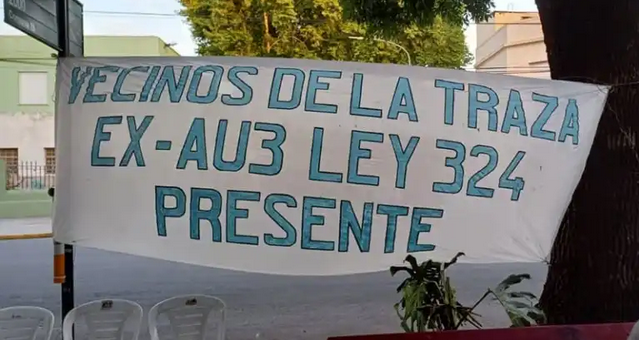 VECINOS DE LA TRAZA
EX-AU3 LEY 324
PRESENTE